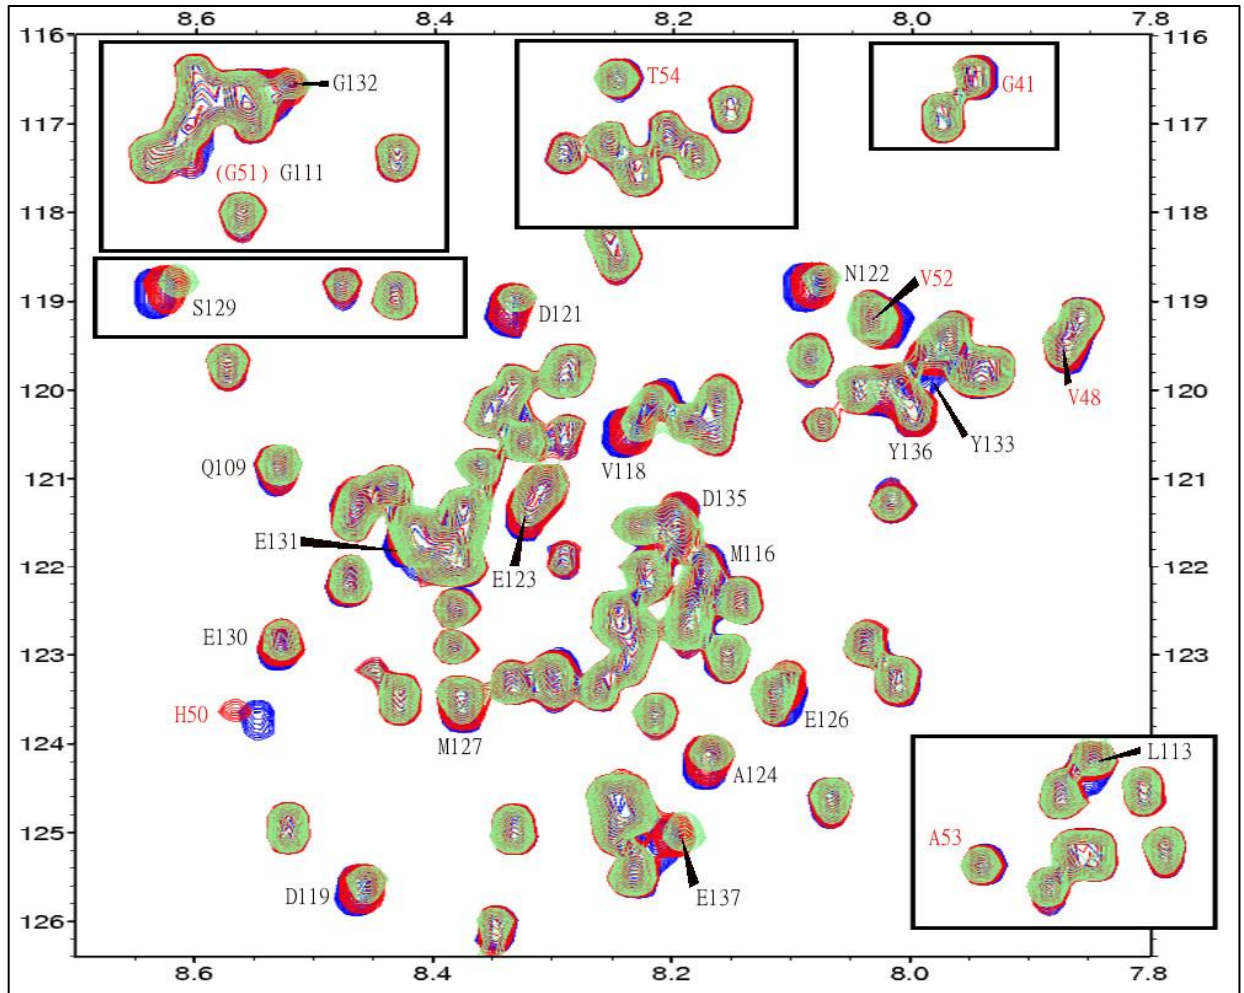 8.6 8.4 8.2 8.0 7.8
116 116
G132
T54
G41
117 117
(G51) G111
118 118
N122
V52
119 119
S129
D121
120 120
V48
Y133
Y136
V118
Q109
121 121
D135
E131
M116
E123
122 122
E130
123 123
H50
E126
M127
124 124
L113
A124
125 125
A53
D119
E137
126 126
8.6 8.4 8.2 8.0 7.8